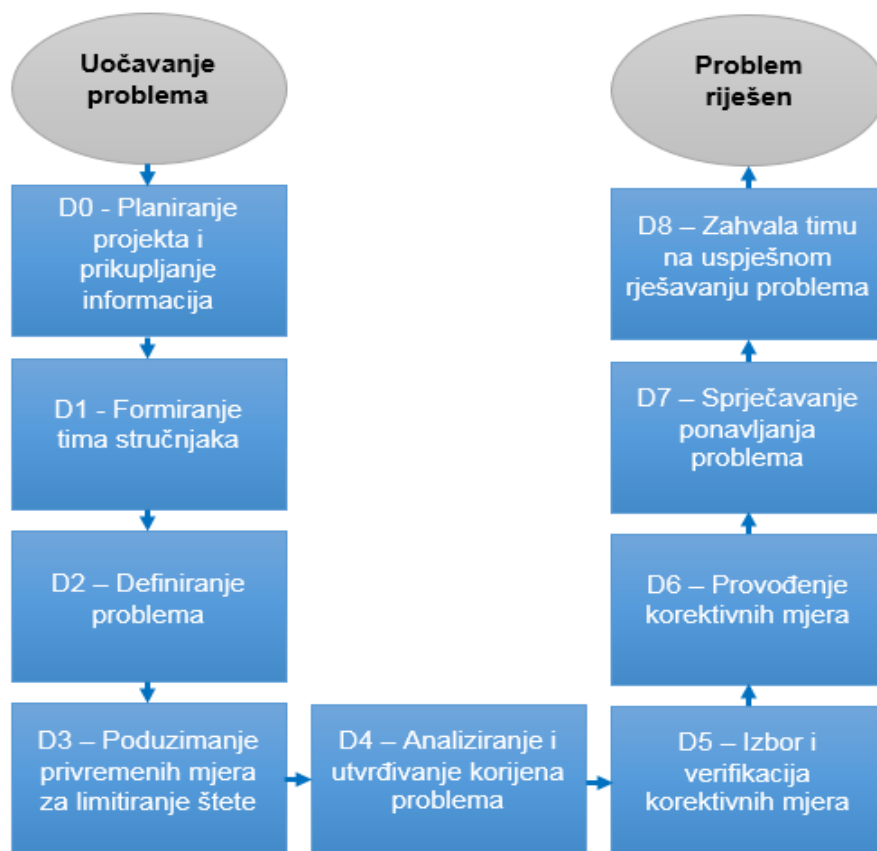 Uočavanje
problema
D0 - Planiranje
projekta i
prikupljanje
informacija
D1 - Formiranje
tima stručnjaka
D2 – Definiranje
problema
D3 – Poduzimanje
privremenih mjera
za limitiranje štete
D4 – Analiziranje i
utvrđivanje korijena
problema
D5 – Izbor i
verifikacija
korektivnih mjera
D6 – Provođenje
korektivnih mjera
D7 – Sprječavanje
ponavljanja
problema
D8 – Zahvala timu
na uspješnom
rješavanju problema
Problem
riješen